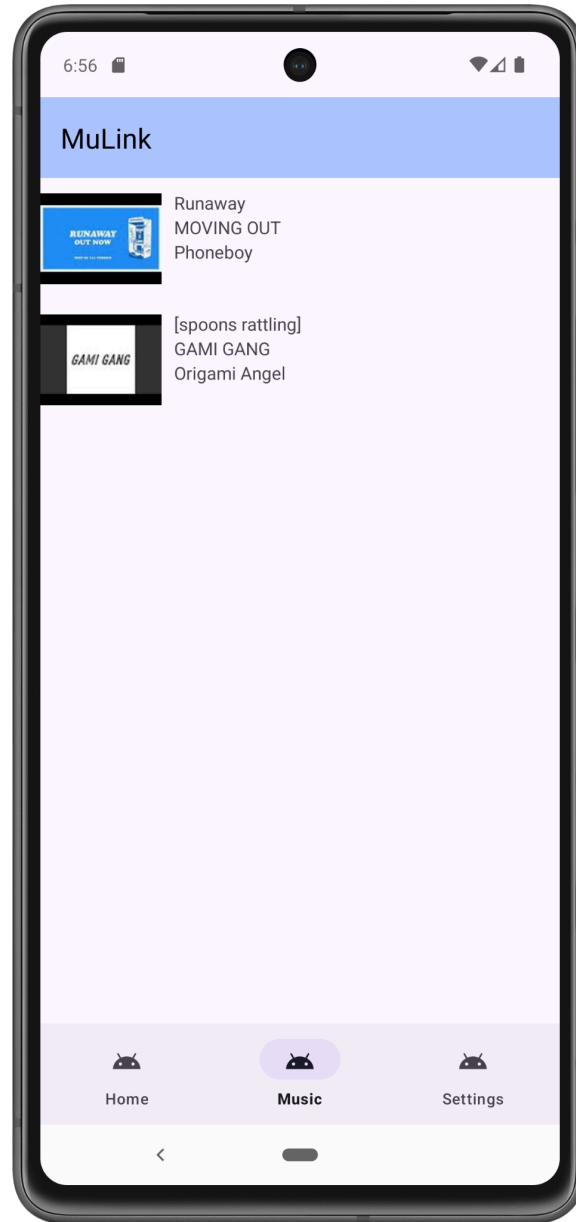 6:56
MuLink
RUNAWAY
OUT NOW
Runaway
MOVING OUT
Phoneboy
GAMI GANG
[spoons rattling]
GAMI GANG
Origami Angel
Home
Music
Settings